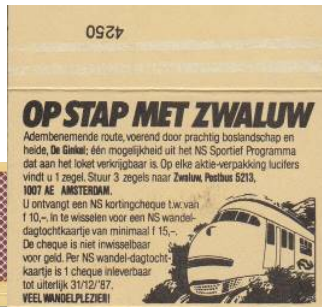 4250
OP STAP MET ZWALUW
Adembenemende route, voerend door prachtig boslandschap en
heide, De Ginkel; één mogelijkheid uit het NS Sportief Programma
dat aan het loket verkrijgbaar is. Op elke aktie-verpakking lucifers
vindt u 1 zegel. Stuur 3 zegels naar Zwaluw, Postbus 5213,
1007 AE AMSTERDAM.
U ontvangt een NS kortingcheque t.w. van
f 10,-. In te wisselen voor een NS wandel-
dagtochtkaartje van minimaal f 15,-.
De cheque is niet inwisselbaar
voor geld. Per NS wandel-dagtocht-
kaartje is 1 cheque inleverbaar
tot uiterlijk 31/12/'87.
VEEL WANDELPLEZIER!